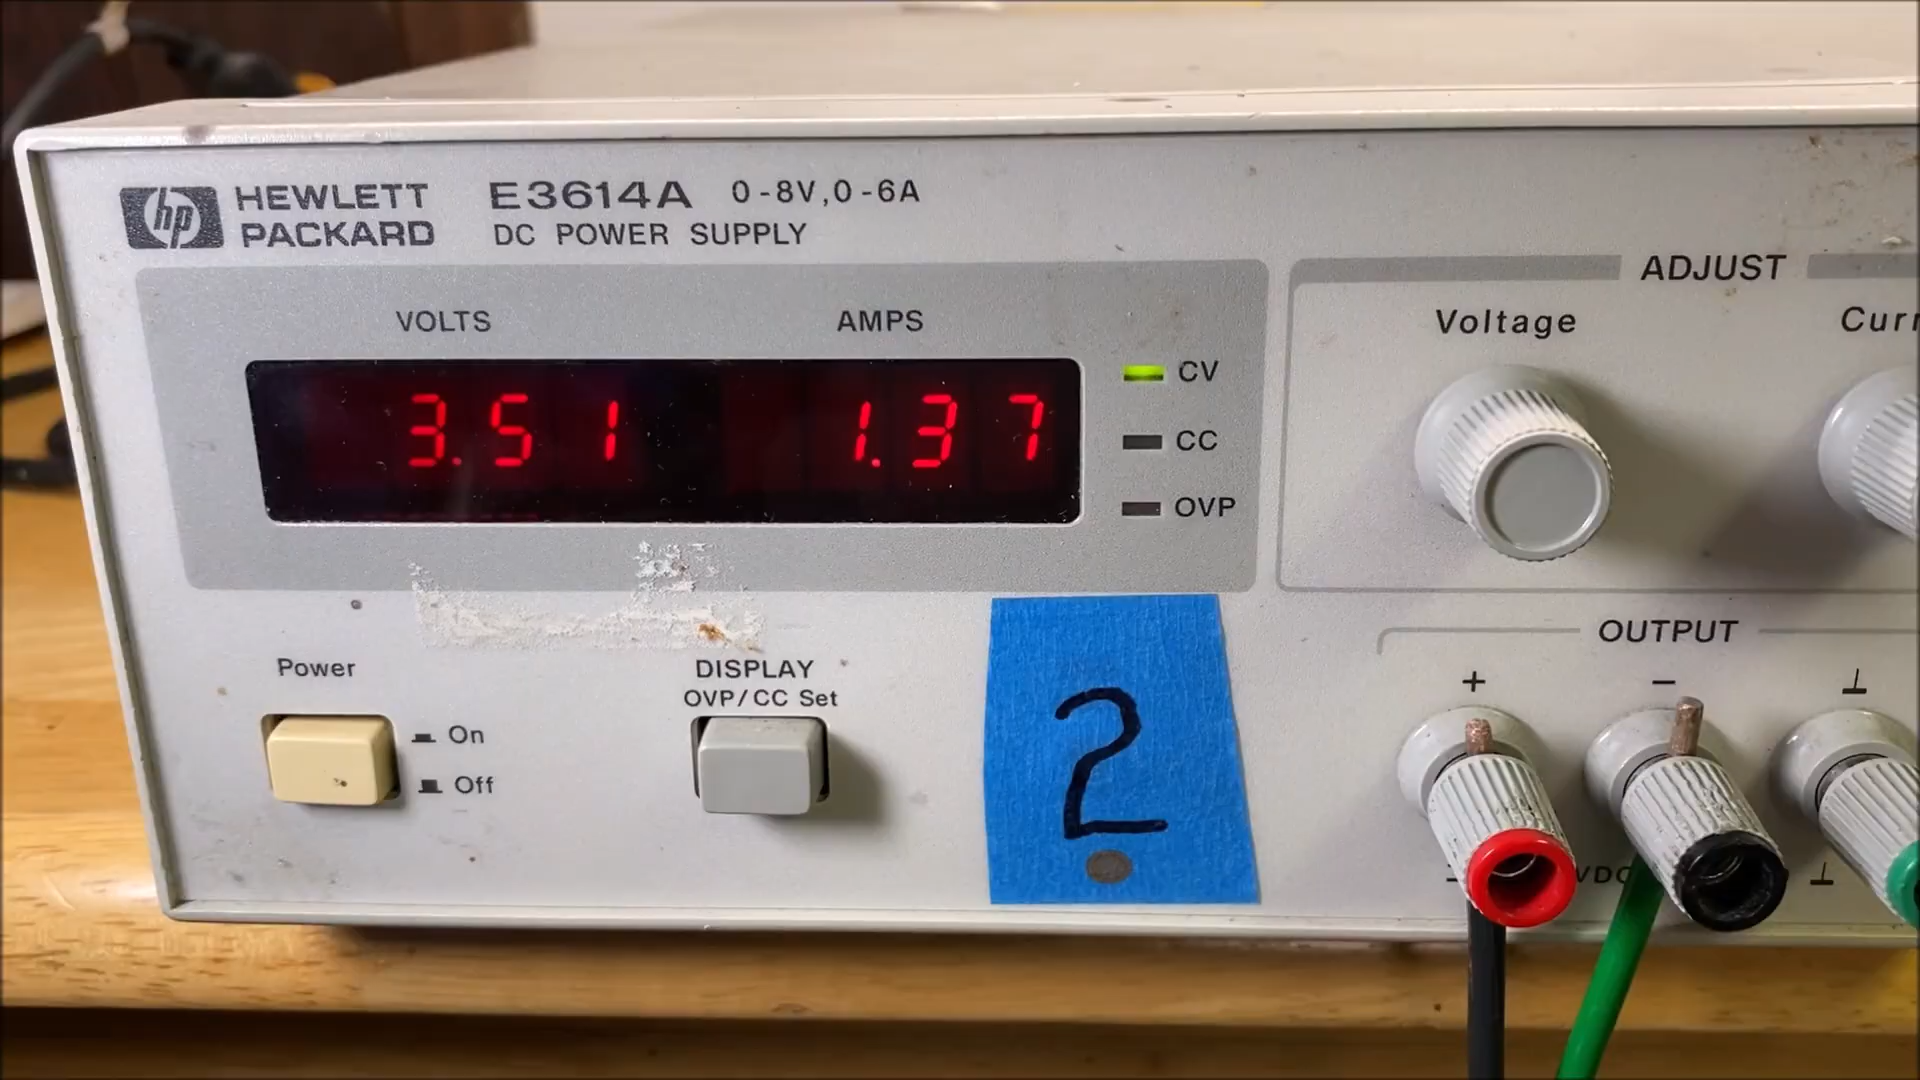 hp HEWLETT PACKARD
E3614A 0-8V,0-6A
DC POWER SUPPLY
VOLTS AMPS
3.51 1.37
CV
CC
OVP
ADJUST
Voltage
Power
On
Off
DISPLAY
OVP/CC Set
2
OUTPUT
+ -